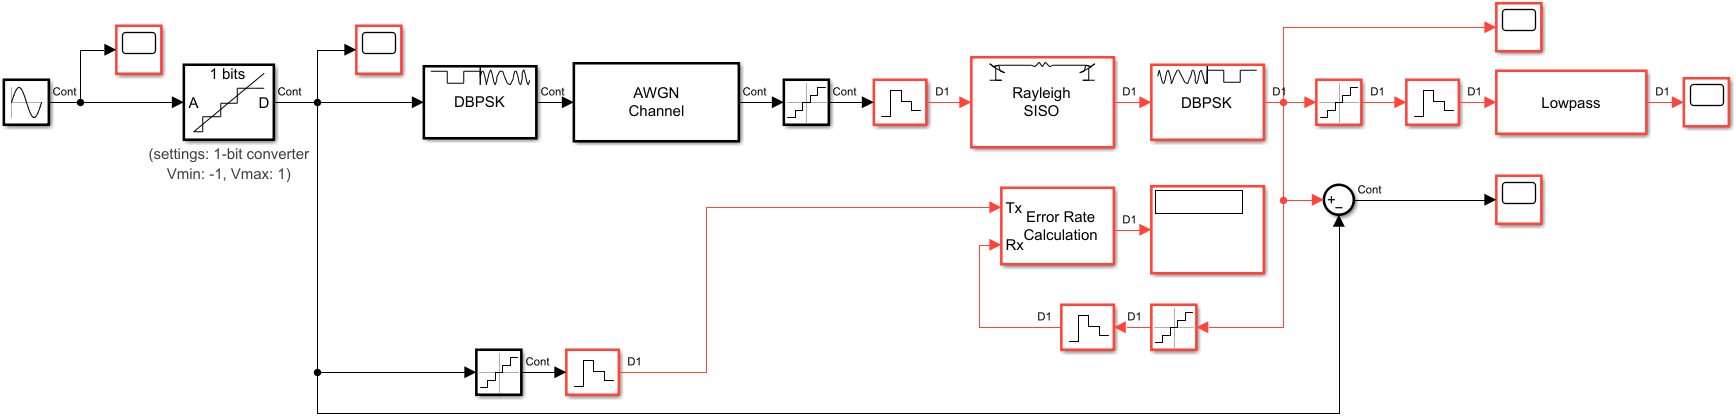 Cont
1 bits
A
D
Cont
(settings: 1-bit converter
Vmin: -1, Vmax: 1)
DBPSK
Cont
AWGN
Channel
Cont
Cont
D1
Rayleigh
SISO
D1
DBPSK
D1
D1
D1
Lowpass
D1
Tx
Error Rate
Calculation
Rx
D1
+
−
Cont
D1
D1
Cont
D1